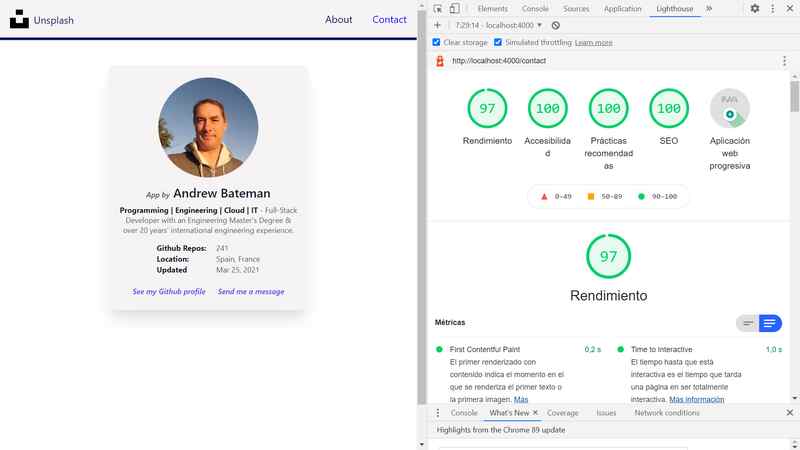 Unsplash
About
Contact
App by Andrew Bateman
Programming | Engineering | Cloud | IT - Full-Stack
Developer with an Engineering Master's Degree &
over 20 years' international engineering experience.
Github Repos: 241
Location: Spain, France
Updated Mar 25, 2021
See my Github profile
Send me a message
Elements
Console
Sources
Application
Lighthouse
7:29:14 - localhost:4000
Clear storage
Simulated throttling
Learn more
http://localhost:4000/contact
97
100
100
100
PWA
Rendimiento
Accesibilida
d
Prácticas
recomendad
as
SEO
Aplicación
web
progresiva
0-49
50-89
90-100
97
Rendimiento
Métricas
First Contentful Paint 0,2 s
El primer renderizado con
contenido indica el momento en el
que se renderiza el primer texto o
la primera imagen. Más
Time to Interactive 1,0 s
El tiempo hasta que está
interactiva es el tiempo que tarda
una página en ser totalmente
interactiva. Más información
Console
What's New
Coverage
Issues
Network conditions
Highlights from the Chrome 89 update